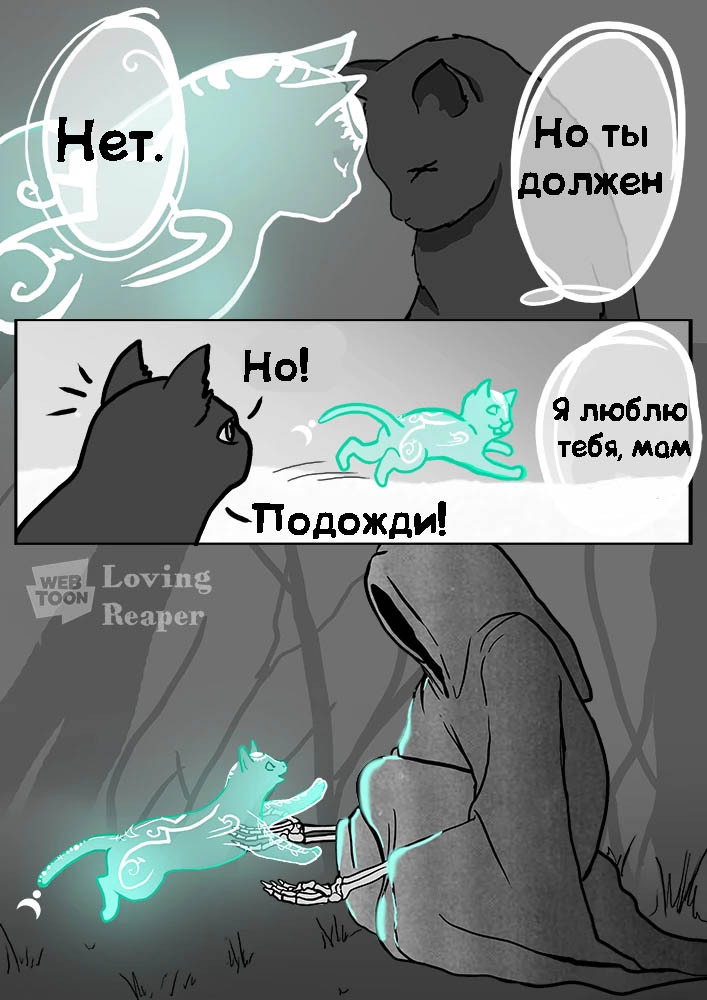 Нет.
Но ты
должен
Но!
Я люблю
тебя, мам
Подожди!
WEB
TOON
Loving
Reaper